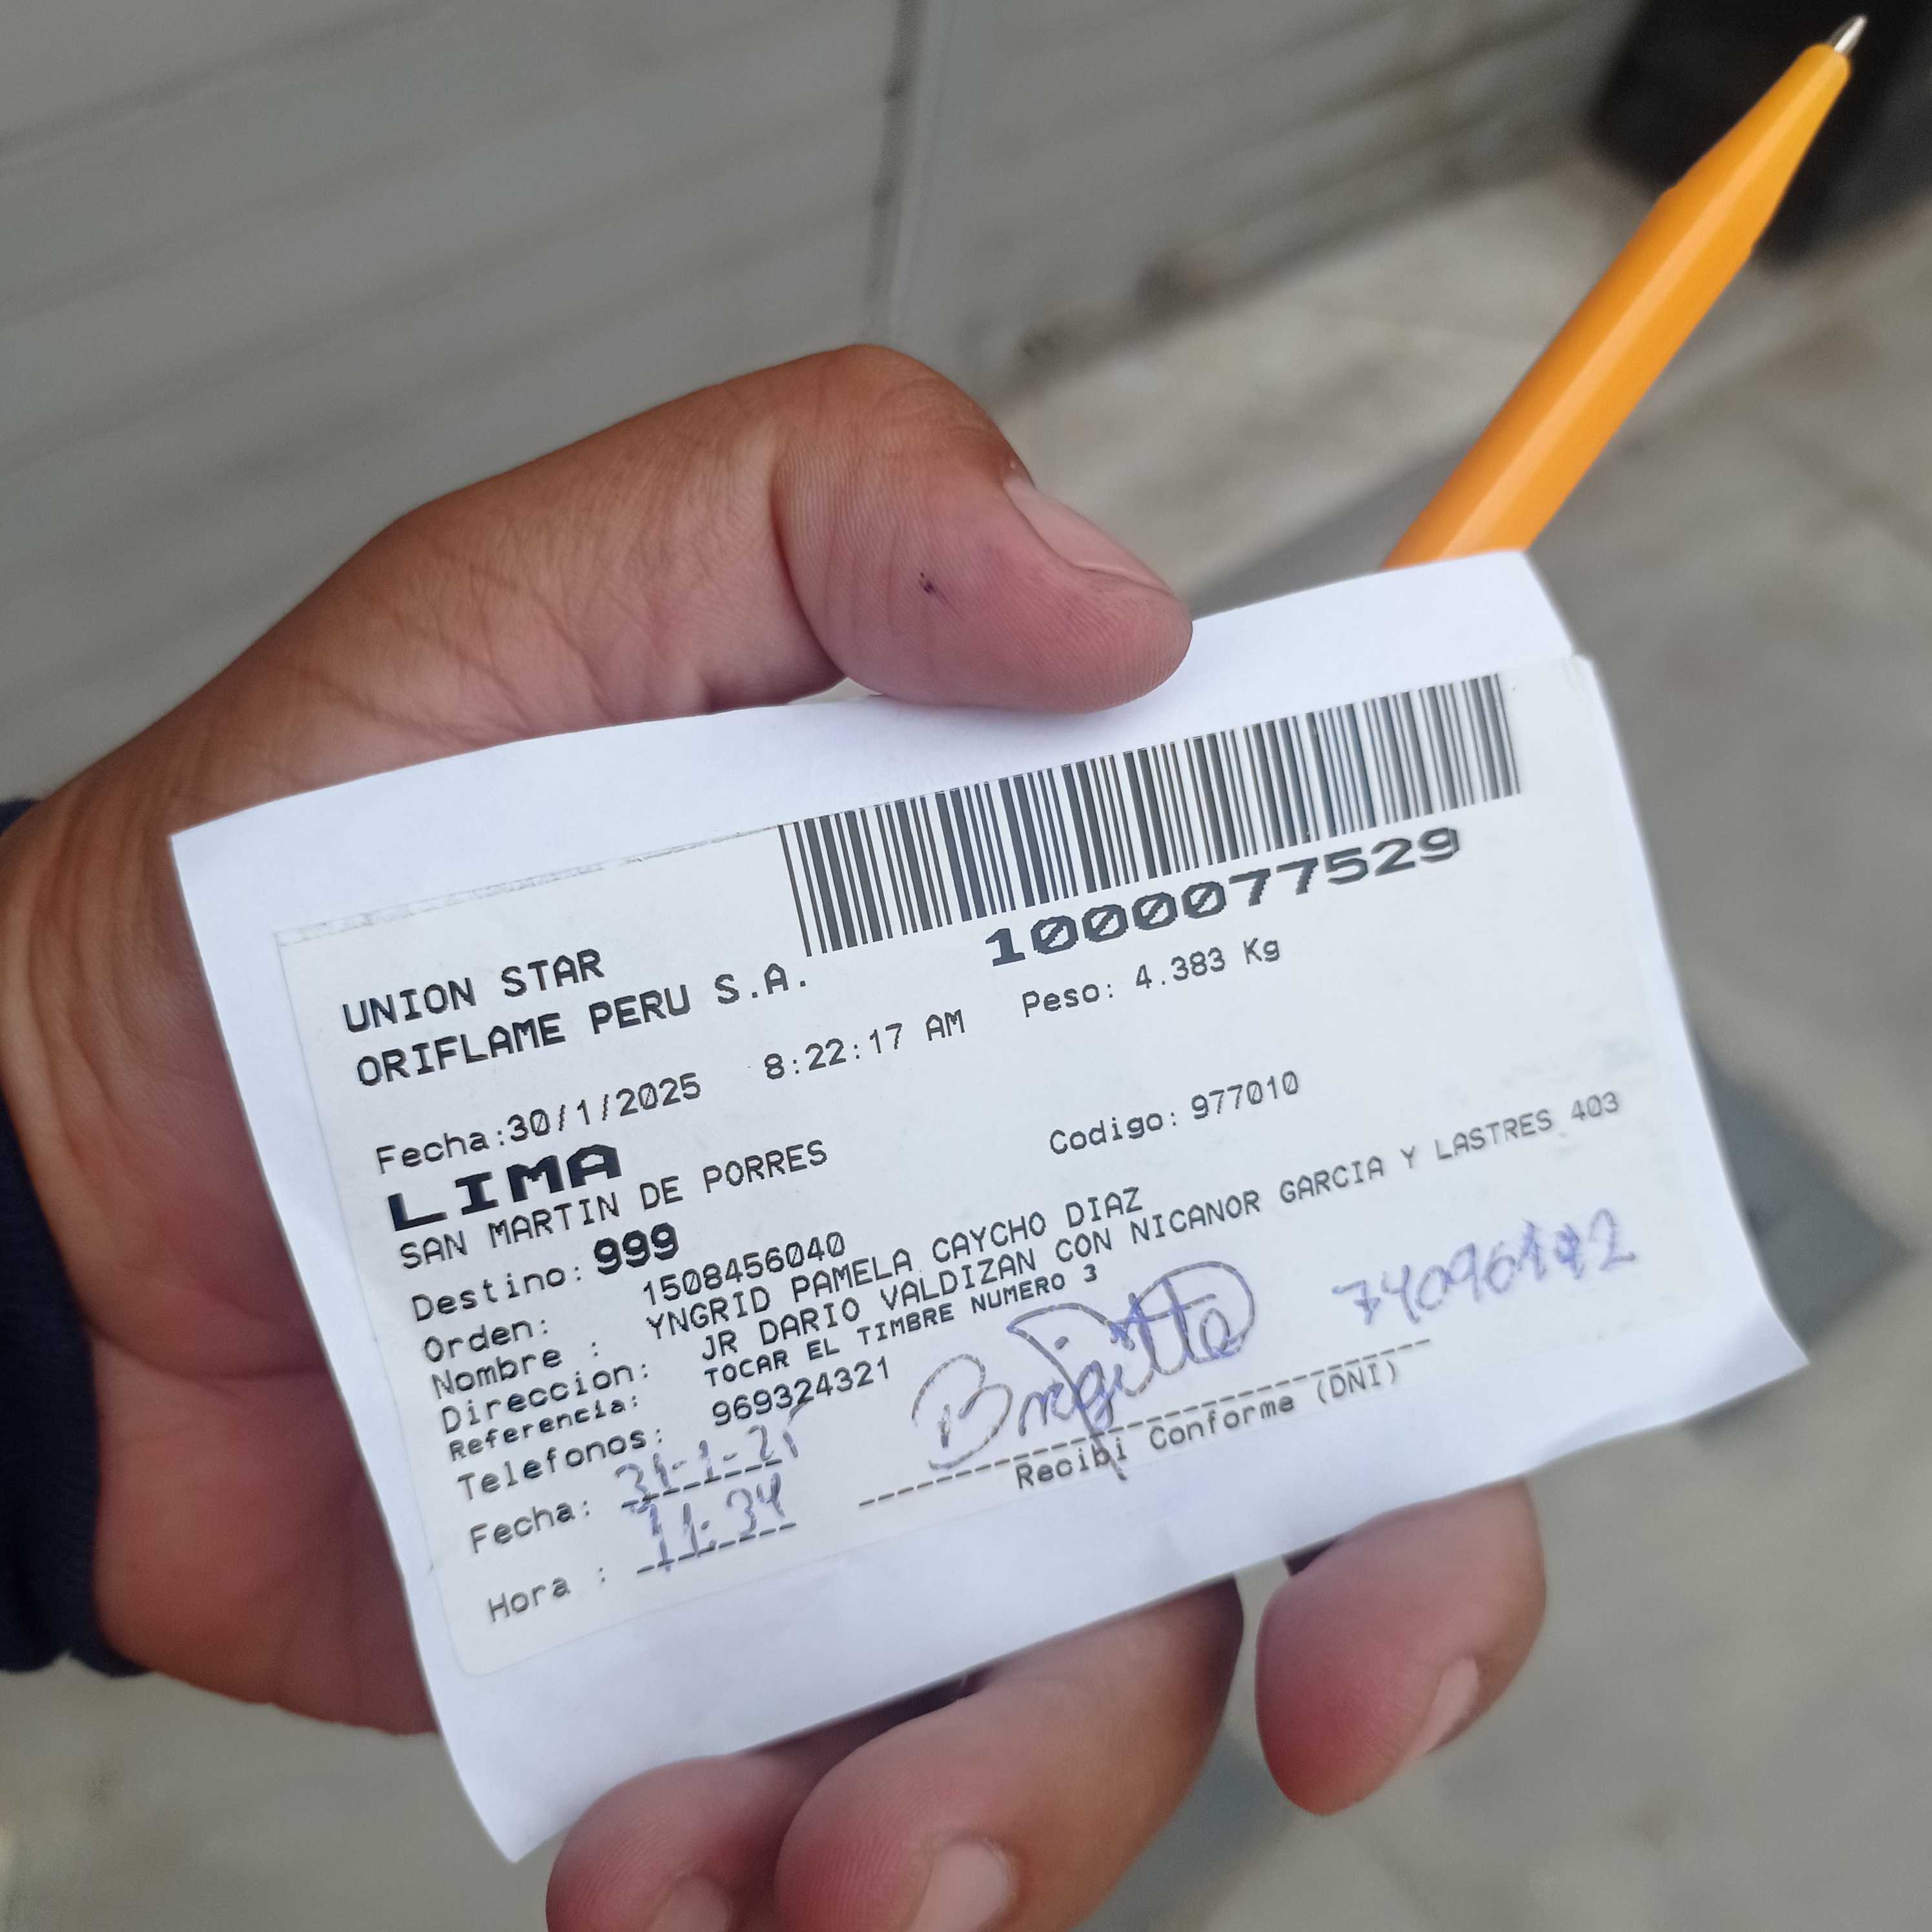 1000077529
UNION STAR
ORIFLAME PERU S.A.
Fecha:30/1/2025 8:22:17 AM Peso: 4.383 Kg
LIMA
SAN MARTIN DE PORRES Codigo: 977010
Destino: 999
Orden: 1508456040
Nombre : YNGRID PAMELA CAYCHO DIAZ
Direccion: JR DARIO VALDIZAN CON NICANOR GARCIA Y LASTRES 403
Referencia: TOCAR EL TIMBRE NUMERO 3
Telefonos: 969324321
Fecha: 31-1-25
Brigitte
Recibi Conforme (DNI)
Hora : 11:34